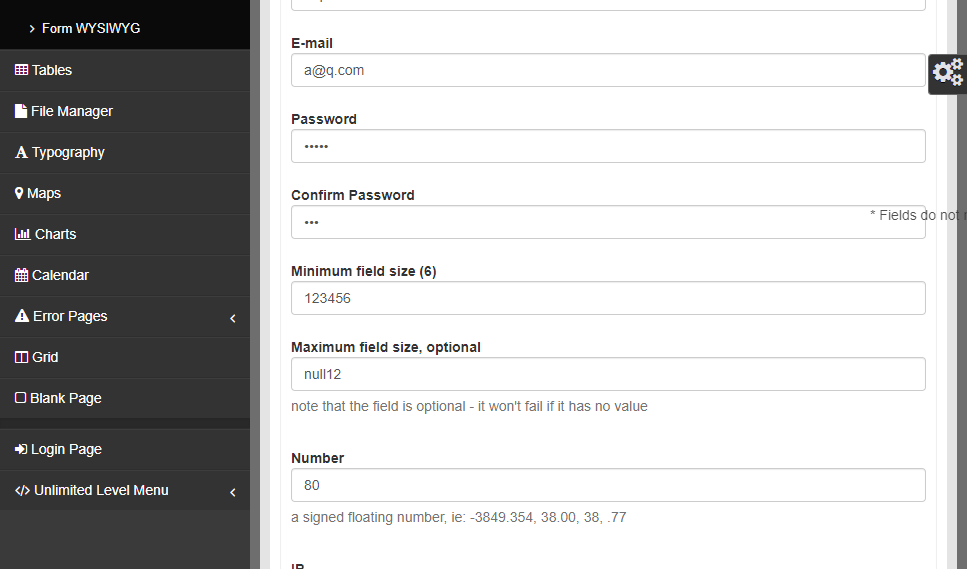 Form WYSIWYG
Tables
File Manager
Typography
Maps
Charts
Calendar
Error Pages
Grid
Blank Page
Login Page
Unlimited Level Menu
E-mail
a@q.com
Password
•••••
Confirm Password
•••
* Fields do not
Minimum field size (6)
123456
Maximum field size, optional
null12
note that the field is optional - it won't fail if it has no value
Number
80
a signed floating number, ie: -3849.354, 38.00, 38, .77
IP